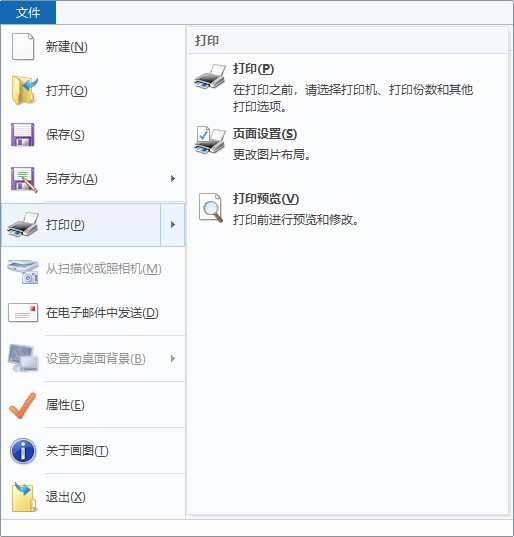 文件
新建(N)
打开(O)
保存(S)
另存为(A)
打印(P)
从扫描仪或照相机(M)
在电子邮件中发送(D)
设置为桌面背景(B)
属性(E)
关于画图(T)
退出(X)
打印
打印(P)
在打印之前，请选择打印机、打印份数和其他
打印选项。
页面设置(S)
更改图片布局。
打印预览(V)
打印前进行预览和修改。